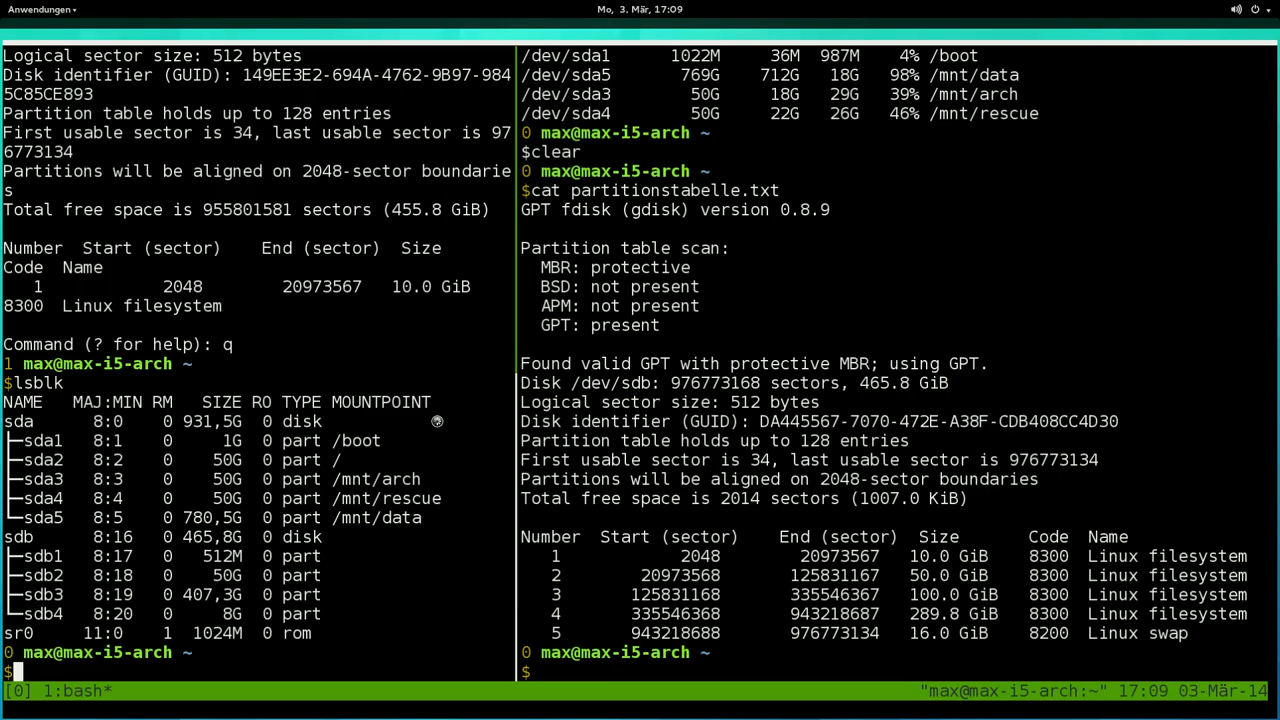 Anwendungen
Mo, 3. Mär, 17:09
Logical sector size: 512 bytes
Disk identifier (GUID): 149EE3E2-694A-4762-9B97-984
5C85CE893
Partition table holds up to 128 entries
First usable sector is 34, last usable sector is 97
6773134
Partitions will be aligned on 2048-sector boundarie
s
Total free space is 955801581 sectors (455.8 GiB)
Number  Start (sector)    End (sector)  Size
Code  Name
1            2048        20973567   10.0 GiB
8300  Linux filesystem
Command (? for help): q
1 max@max-i5-arch ~
$lsblk
NAME   MAJ:MIN RM   SIZE RO TYPE MOUNTPOINT
sda      8:0    0 931,5G  0 disk
├─sda1   8:1    0     1G  0 part /boot
├─sda2   8:2    0    50G  0 part /
├─sda3   8:3    0    50G  0 part /mnt/arch
├─sda4   8:4    0    50G  0 part /mnt/rescue
└─sda5   8:5    0 780,5G  0 part /mnt/data
sdb      8:16   0 465,8G  0 disk
├─sdb1   8:17   0   512M  0 part
├─sdb2   8:18   0    50G  0 part
├─sdb3   8:19   0 407,3G  0 part
└─sdb4   8:20   0     8G  0 part
sr0     11:0    1  1024M  0 rom
0 max@max-i5-arch ~
$
/dev/sda1      1022M     36M  987M    4% /boot
/dev/sda5       769G    712G   18G   98% /mnt/data
/dev/sda3        50G     18G   29G   39% /mnt/arch
/dev/sda4        50G     22G   26G   46% /mnt/rescue
0 max@max-i5-arch ~
$clear
0 max@max-i5-arch ~
$cat partitionstabelle.txt
GPT fdisk (gdisk) version 0.8.9
Partition table scan:
MBR: protective
BSD: not present
APM: not present
GPT: present
Found valid GPT with protective MBR; using GPT.
Disk /dev/sdb: 976773168 sectors, 465.8 GiB
Logical sector size: 512 bytes
Disk identifier (GUID): DA445567-7070-472E-A38F-CDB408CC4D30
Partition table holds up to 128 entries
First usable sector is 34, last usable sector is 976773134
Partitions will be aligned on 2048-sector boundaries
Total free space is 2014 sectors (1007.0 KiB)
Number  Start (sector)    End (sector)  Size       Code  Name
1            2048        20973567   10.0 GiB    8300  Linux filesystem
2        20973568       125831167   50.0 GiB    8300  Linux filesystem
3       125831168       335546367   100.0 GiB   8300  Linux filesystem
4       335546368       943218687   289.8 GiB   8300  Linux filesystem
5       943218688       976773134   16.0 GiB    8200  Linux swap
0 max@max-i5-arch ~
$
[0] 1:bash*
"max@max-i5-arch:~" 17:09 03-Mär-14